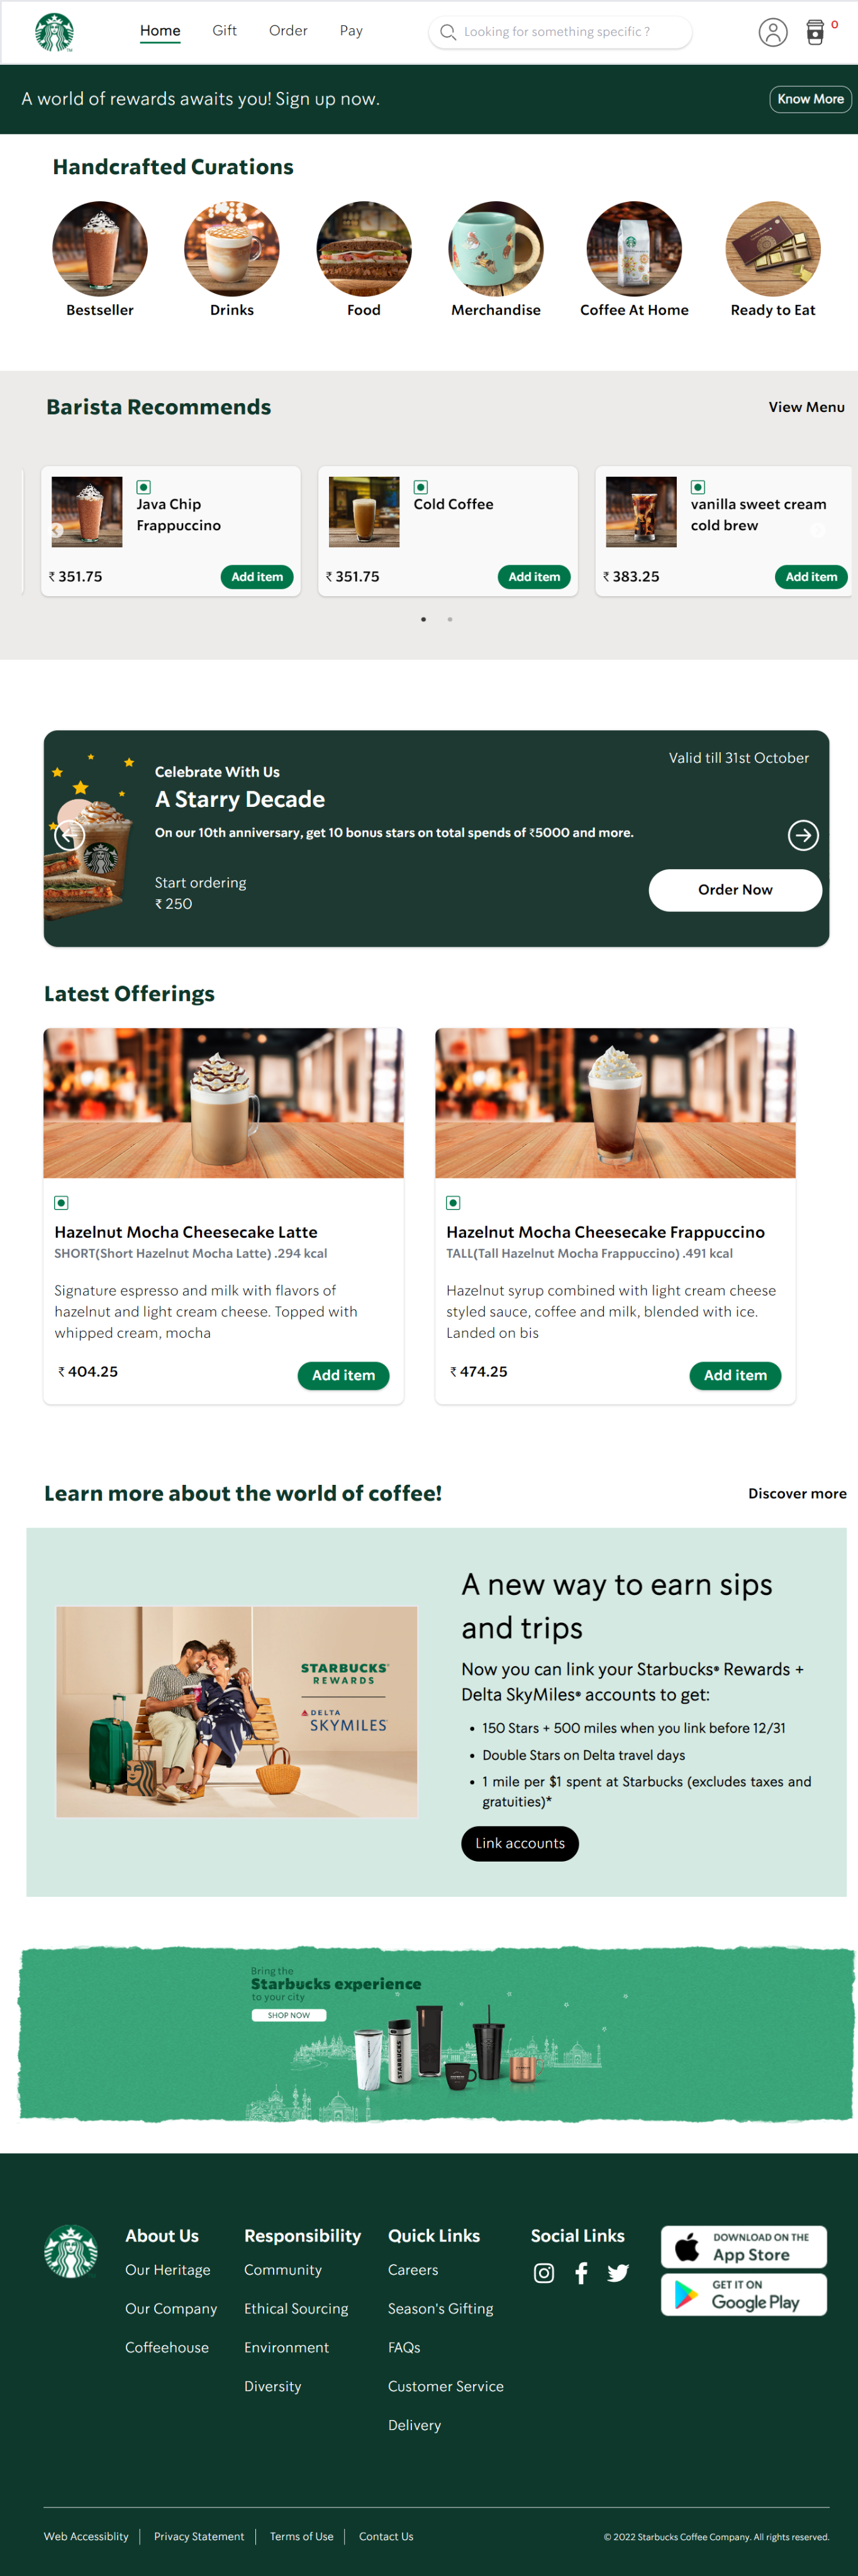 Home Gift Order Pay
Looking for something specific ?
0
A world of rewards awaits you! Sign up now.
Know More
Handcrafted Curations
Bestseller Drinks Food Merchandise Coffee At Home Ready to Eat
Barista Recommends
View Menu
Java Chip
Frappuccino
₹ 351.75
Add item
Cold Coffee
₹ 351.75
Add item
vanilla sweet cream
cold brew
₹ 383.25
Add item
Valid till 31st October
Celebrate With Us
A Starry Decade
On our 10th anniversary, get 10 bonus stars on total spends of ₹5000 and more.
Start ordering
₹ 250
Order Now
Latest Offerings
Hazelnut Mocha Cheesecake Latte
SHORT(Short Hazelnut Mocha Latte) .294 kcal
Signature espresso and milk with flavors of
hazelnut and light cream cheese. Topped with
whipped cream, mocha
₹ 404.25
Add item
Hazelnut Mocha Cheesecake Frappuccino
TALL(Tall Hazelnut Mocha Frappuccino) .491 kcal
Hazelnut syrup combined with light cream cheese
styled sauce, coffee and milk, blended with ice.
Landed on bis
₹ 474.25
Add item
Learn more about the world of coffee!
Discover more
STARBUCKS®
REWARDS
DELTA
SKYMILES
A new way to earn sips
and trips
Now you can link your Starbucks® Rewards +
Delta SkyMiles® accounts to get:
• 150 Stars + 500 miles when you link before 12/31
• Double Stars on Delta travel days
• 1 mile per $1 spent at Starbucks (excludes taxes and
gratuities)*
Link accounts
Bring the
Starbucks experience
to your city
SHOP NOW
STARBUCKS
About Us
Our Heritage
Our Company
Coffeehouse
Responsibility
Community
Ethical Sourcing
Environment
Diversity
Quick Links
Careers
Season's Gifting
FAQs
Customer Service
Delivery
Social Links
DOWNLOAD ON THE
App Store
GET IT ON
Google Play
Web Accessiblity
Privacy Statement
Terms of Use
Contact Us
© 2022 Starbucks Coffee Company. All rights reserved.